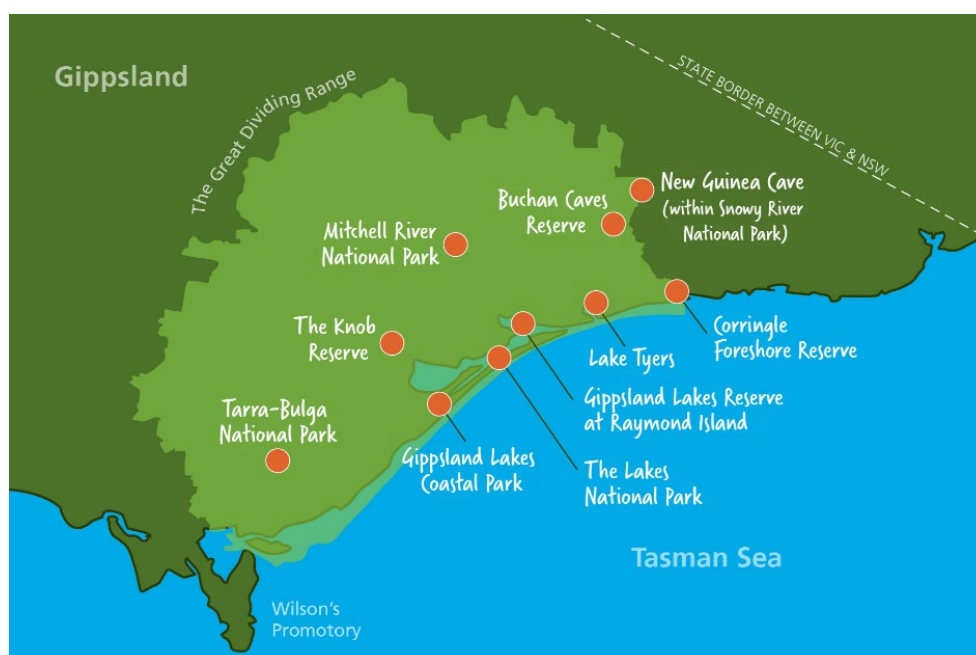 Gippsland
The Great Dividing Range
STATE BORDER BETWEEN VIC & NSW
New Guinea Cave
(within Snowy River
National Park)
Buchan Caves
Reserve
Mitchell River
National Park
The Knob
Reserve
Corringle
Foreshore Reserve
Lake Tyers
Gippsland Lakes Reserve
at Raymond Island
Tarra-Bulga
National Park
Gippsland Lakes
Coastal Park
The Lakes
National Park
Tasman Sea
Wilson's
Promotory